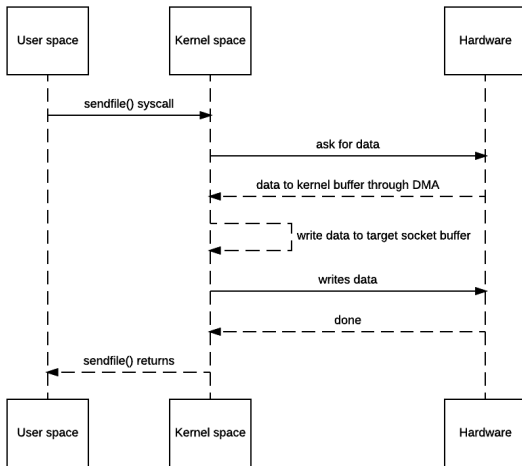 User space
Kernel space
Hardware
sendfile() syscall
ask for data
data to kernel buffer through DMA
write data to target socket buffer
writes data
done
sendfile() returns
User space
Kernel space
Hardware